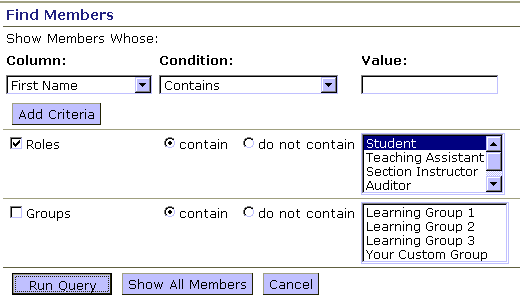 Find Members
Show Members Whose:
Column: Condition: Value:
First Name Contains
Add Criteria
Roles contain do not contain Student
Teaching Assistant
Section Instructor
Auditor
Groups contain do not contain Learning Group 1
Learning Group 2
Learning Group 3
Your Custom Group
Run Query Show All Members Cancel